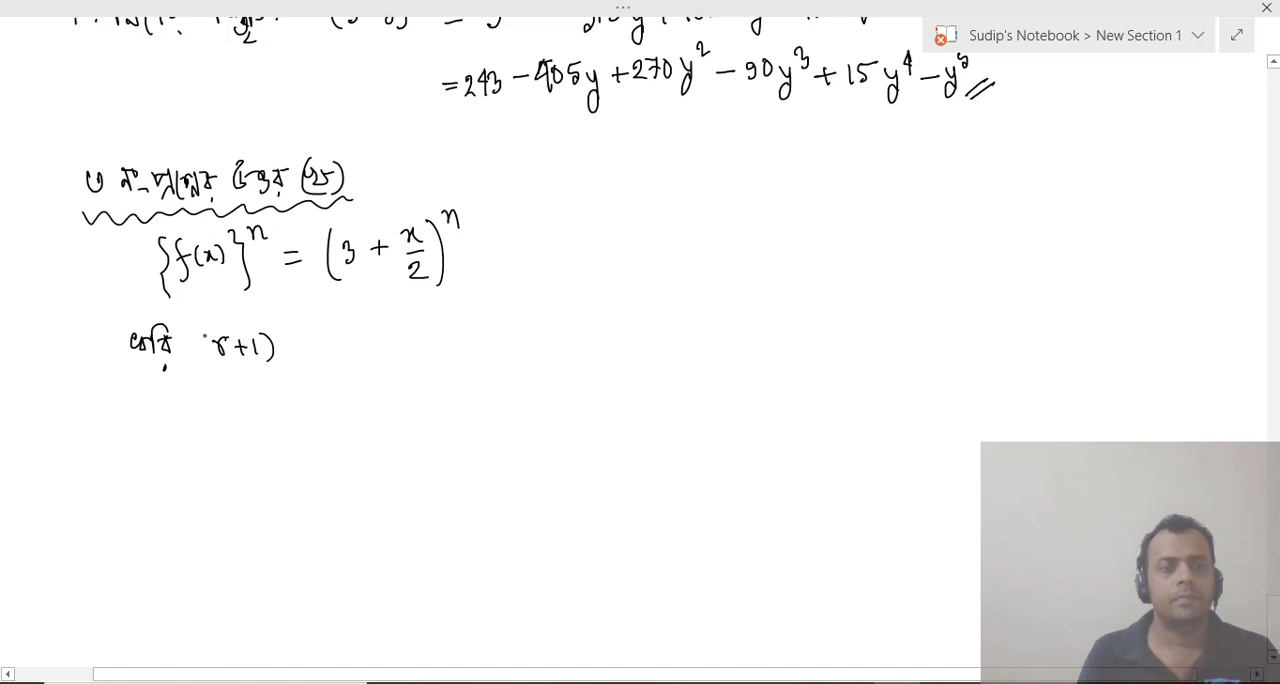 Sudip's Notebook > New Section 1
= 243 - 405y + 270y² - 90y³ + 15y⁴ - y⁵
৩ নং প্রশ্নের উত্তর (খ)
{f(x)}ⁿ = (3 + x/2)ⁿ
ধরি r+1)